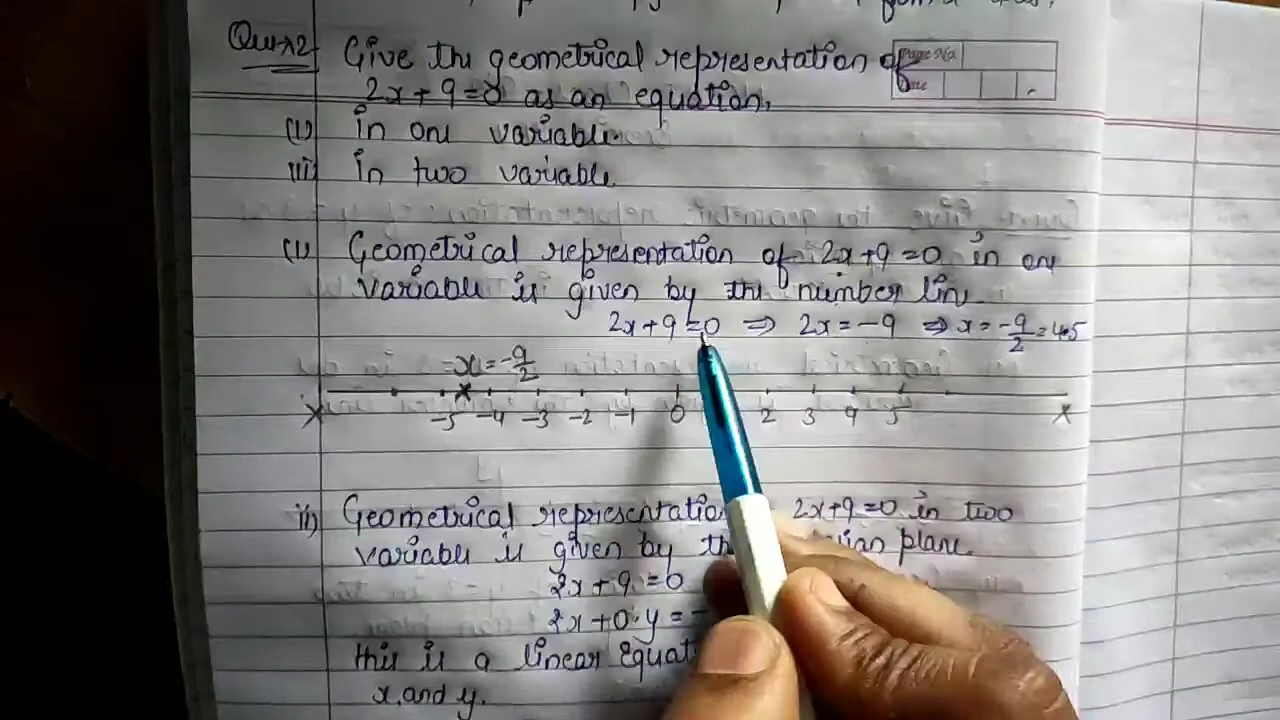 Qus→2 Give the geometrical representation of
2x + 9 = 0 as an equation,
(i) in one variable
(ii) in two variable
(i) Geometrical representation of 2x + 9 = 0 in one
variable is given by the number line
2x + 9 = 0 ⇒ 2x = -9 ⇒ x = -9/2 = 4.5
x = -9/2
-5 -4 -3 -2 -1 0 2 3 4 5
ii) Geometrical representation 2x + 9 = 0 in two
variable is given by the plane
2x + 9 = 0
2x + 0.y = -
this is a linear
x and y.